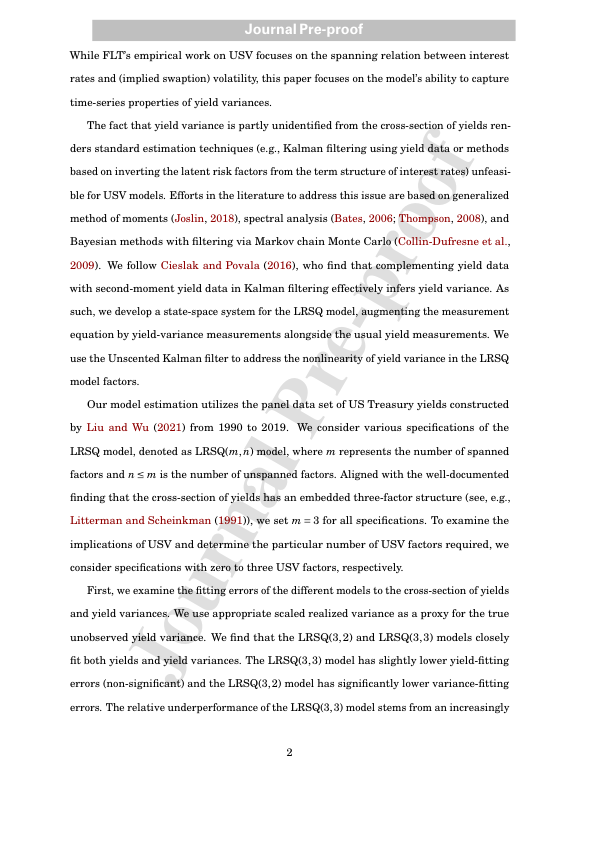 Journal Pre-proof
While FLT's empirical work on USV focuses on the spanning relation between interest
rates and (implied swaption) volatility, this paper focuses on the model's ability to capture
time-series properties of yield variances.
The fact that yield variance is partly unidentified from the cross-section of yields ren-
ders standard estimation techniques (e.g., Kalman filtering using yield data or methods
based on inverting the latent risk factors from the term structure of interest rates) unfeasi-
ble for USV models. Efforts in the literature to address this issue are based on generalized
method of moments (Joslin, 2018), spectral analysis (Bates, 2006; Thompson, 2008), and
Bayesian methods with filtering via Markov chain Monte Carlo (Collin-Dufresne et al.,
2009). We follow Cieslak and Povala (2016), who find that complementing yield data
with second-moment yield data in Kalman filtering effectively infers yield variance. As
such, we develop a state-space system for the LRSQ model, augmenting the measurement
equation by yield-variance measurements alongside the usual yield measurements. We
use the Unscented Kalman filter to address the nonlinearity of yield variance in the LRSQ
model factors.
Our model estimation utilizes the panel data set of US Treasury yields constructed
by Liu and Wu (2021) from 1990 to 2019. We consider various specifications of the
LRSQ model, denoted as LRSQ(m,n) model, where m represents the number of spanned
factors and n ≤ m is the number of unspanned factors. Aligned with the well-documented
finding that the cross-section of yields has an embedded three-factor structure (see, e.g.,
Litterman and Scheinkman (1991)), we set m = 3 for all specifications. To examine the
implications of USV and determine the particular number of USV factors required, we
consider specifications with zero to three USV factors, respectively.
First, we examine the fitting errors of the different models to the cross-section of yields
and yield variances. We use appropriate scaled realized variance as a proxy for the true
unobserved yield variance. We find that the LRSQ(3,2) and LRSQ(3,3) models closely
fit both yields and yield variances. The LRSQ(3,3) model has slightly lower yield-fitting
errors (non-significant) and the LRSQ(3,2) model has significantly lower variance-fitting
errors. The relative underperformance of the LRSQ(3,3) model stems from an increasingly
2
Journal Pre-proof